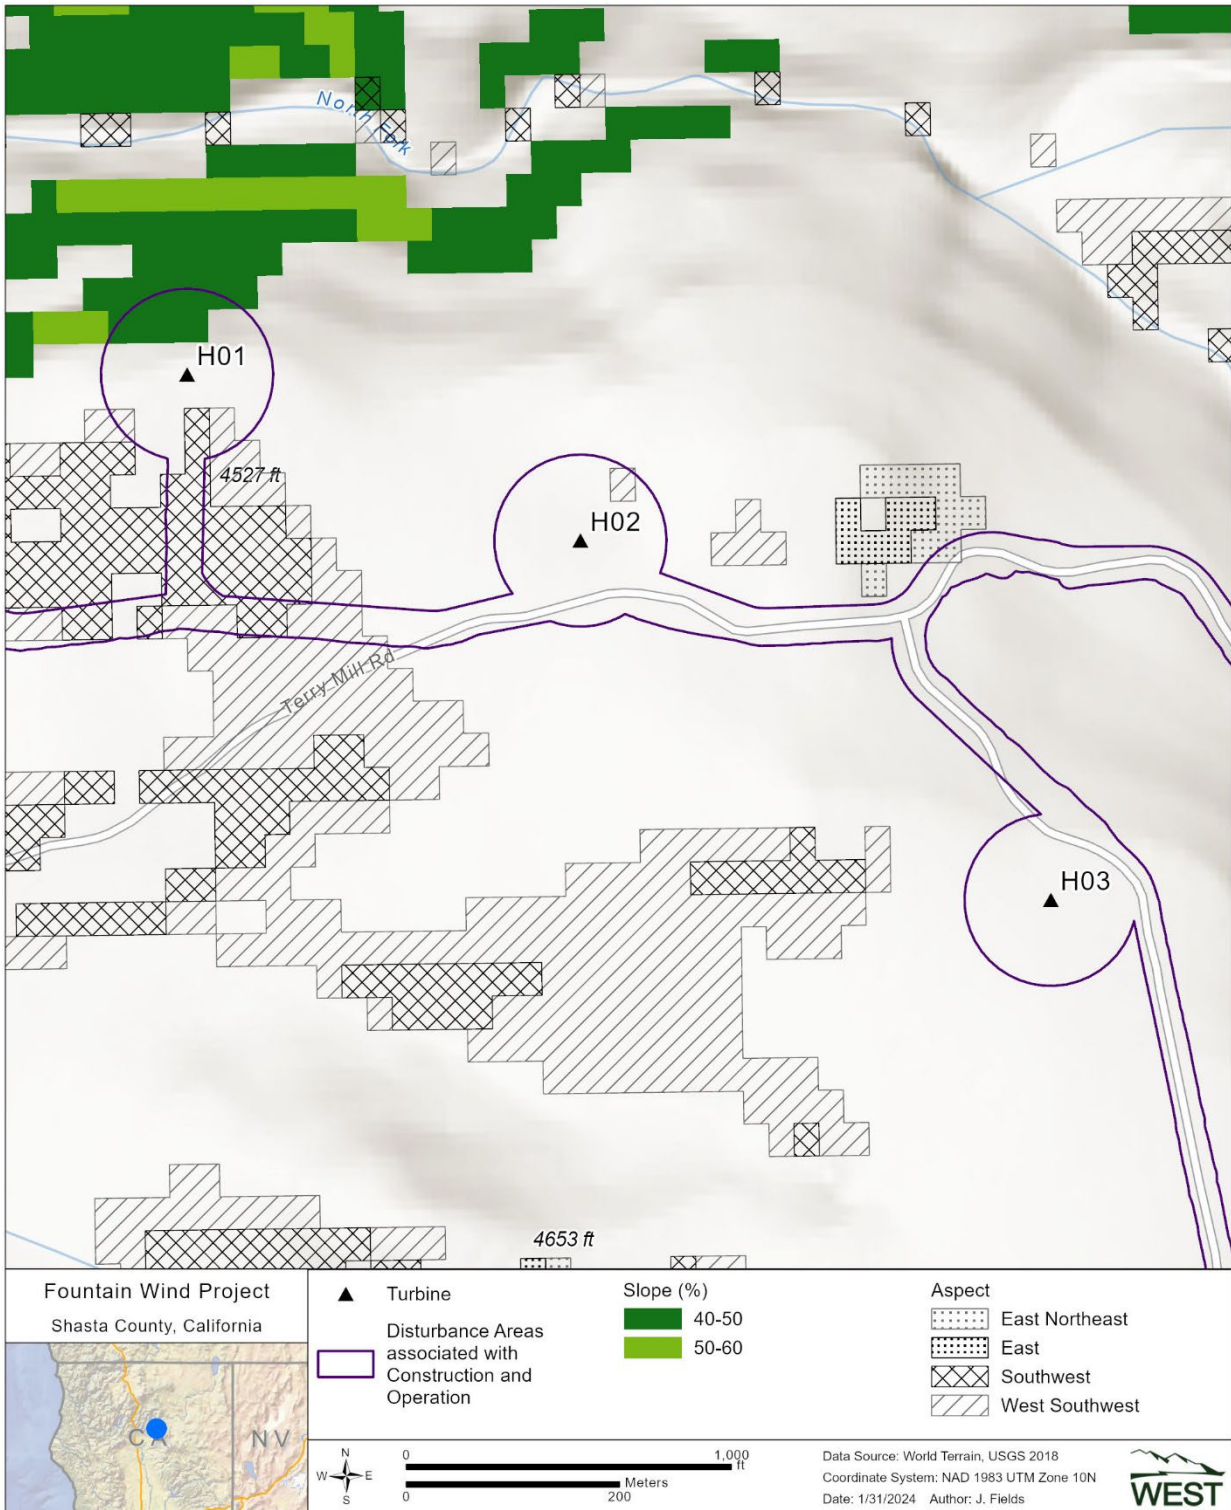 North Fork
H01
4527 ft
H02
Terry Mill Rd
H03
4653 ft
Fountain Wind Project
Shasta County, California
CA
NV
Turbine
Disturbance Areas
associated with
Construction and
Operation
Slope (%)
40-50
50-60
Aspect
East Northeast
East
Southwest
West Southwest
N
W E
S
0 1,000
ft
Meters
0 200
Data Source: World Terrain, USGS 2018
Coordinate System: NAD 1983 UTM Zone 10N
Date: 1/31/2024 Author: J. Fields
WEST